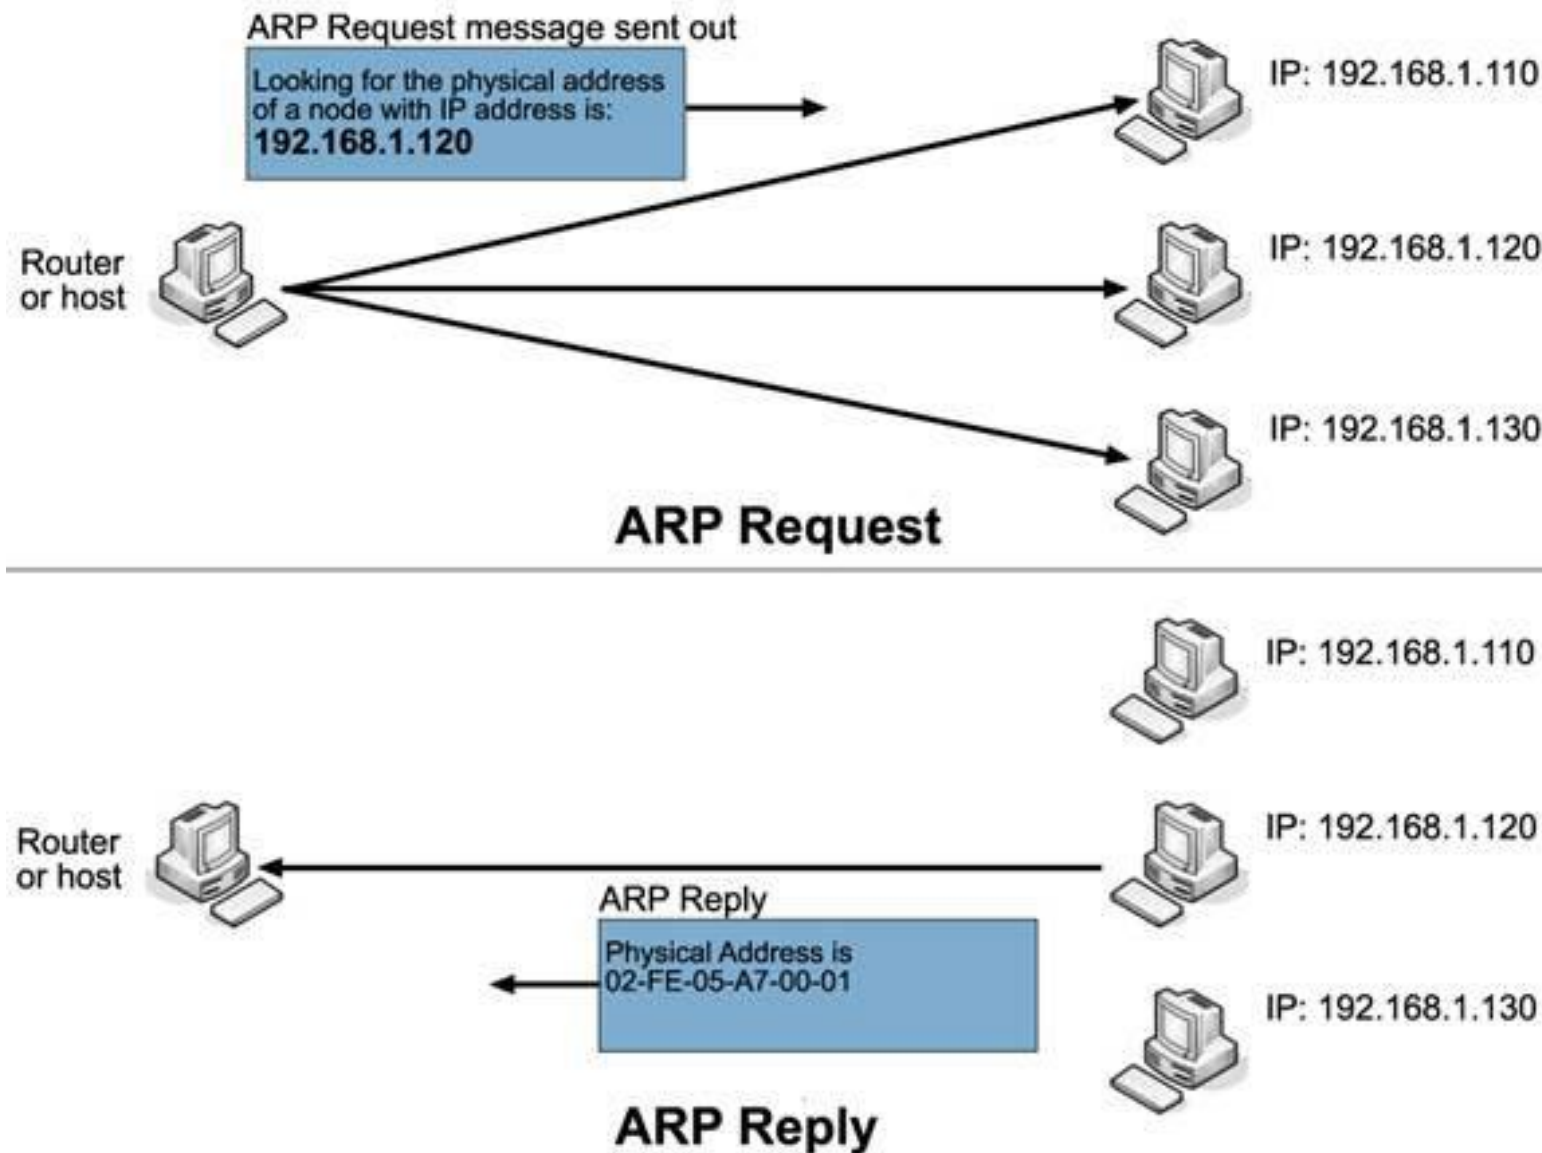 ARP Request message sent out
Looking for the physical address
of a node with IP address is:
192.168.1.120
IP: 192.168.1.110
Router
or host
IP: 192.168.1.120
IP: 192.168.1.130
ARP Request
IP: 192.168.1.110
Router
or host
IP: 192.168.1.120
ARP Reply
Physical Address is
02-FE-05-A7-00-01
IP: 192.168.1.130
ARP Reply